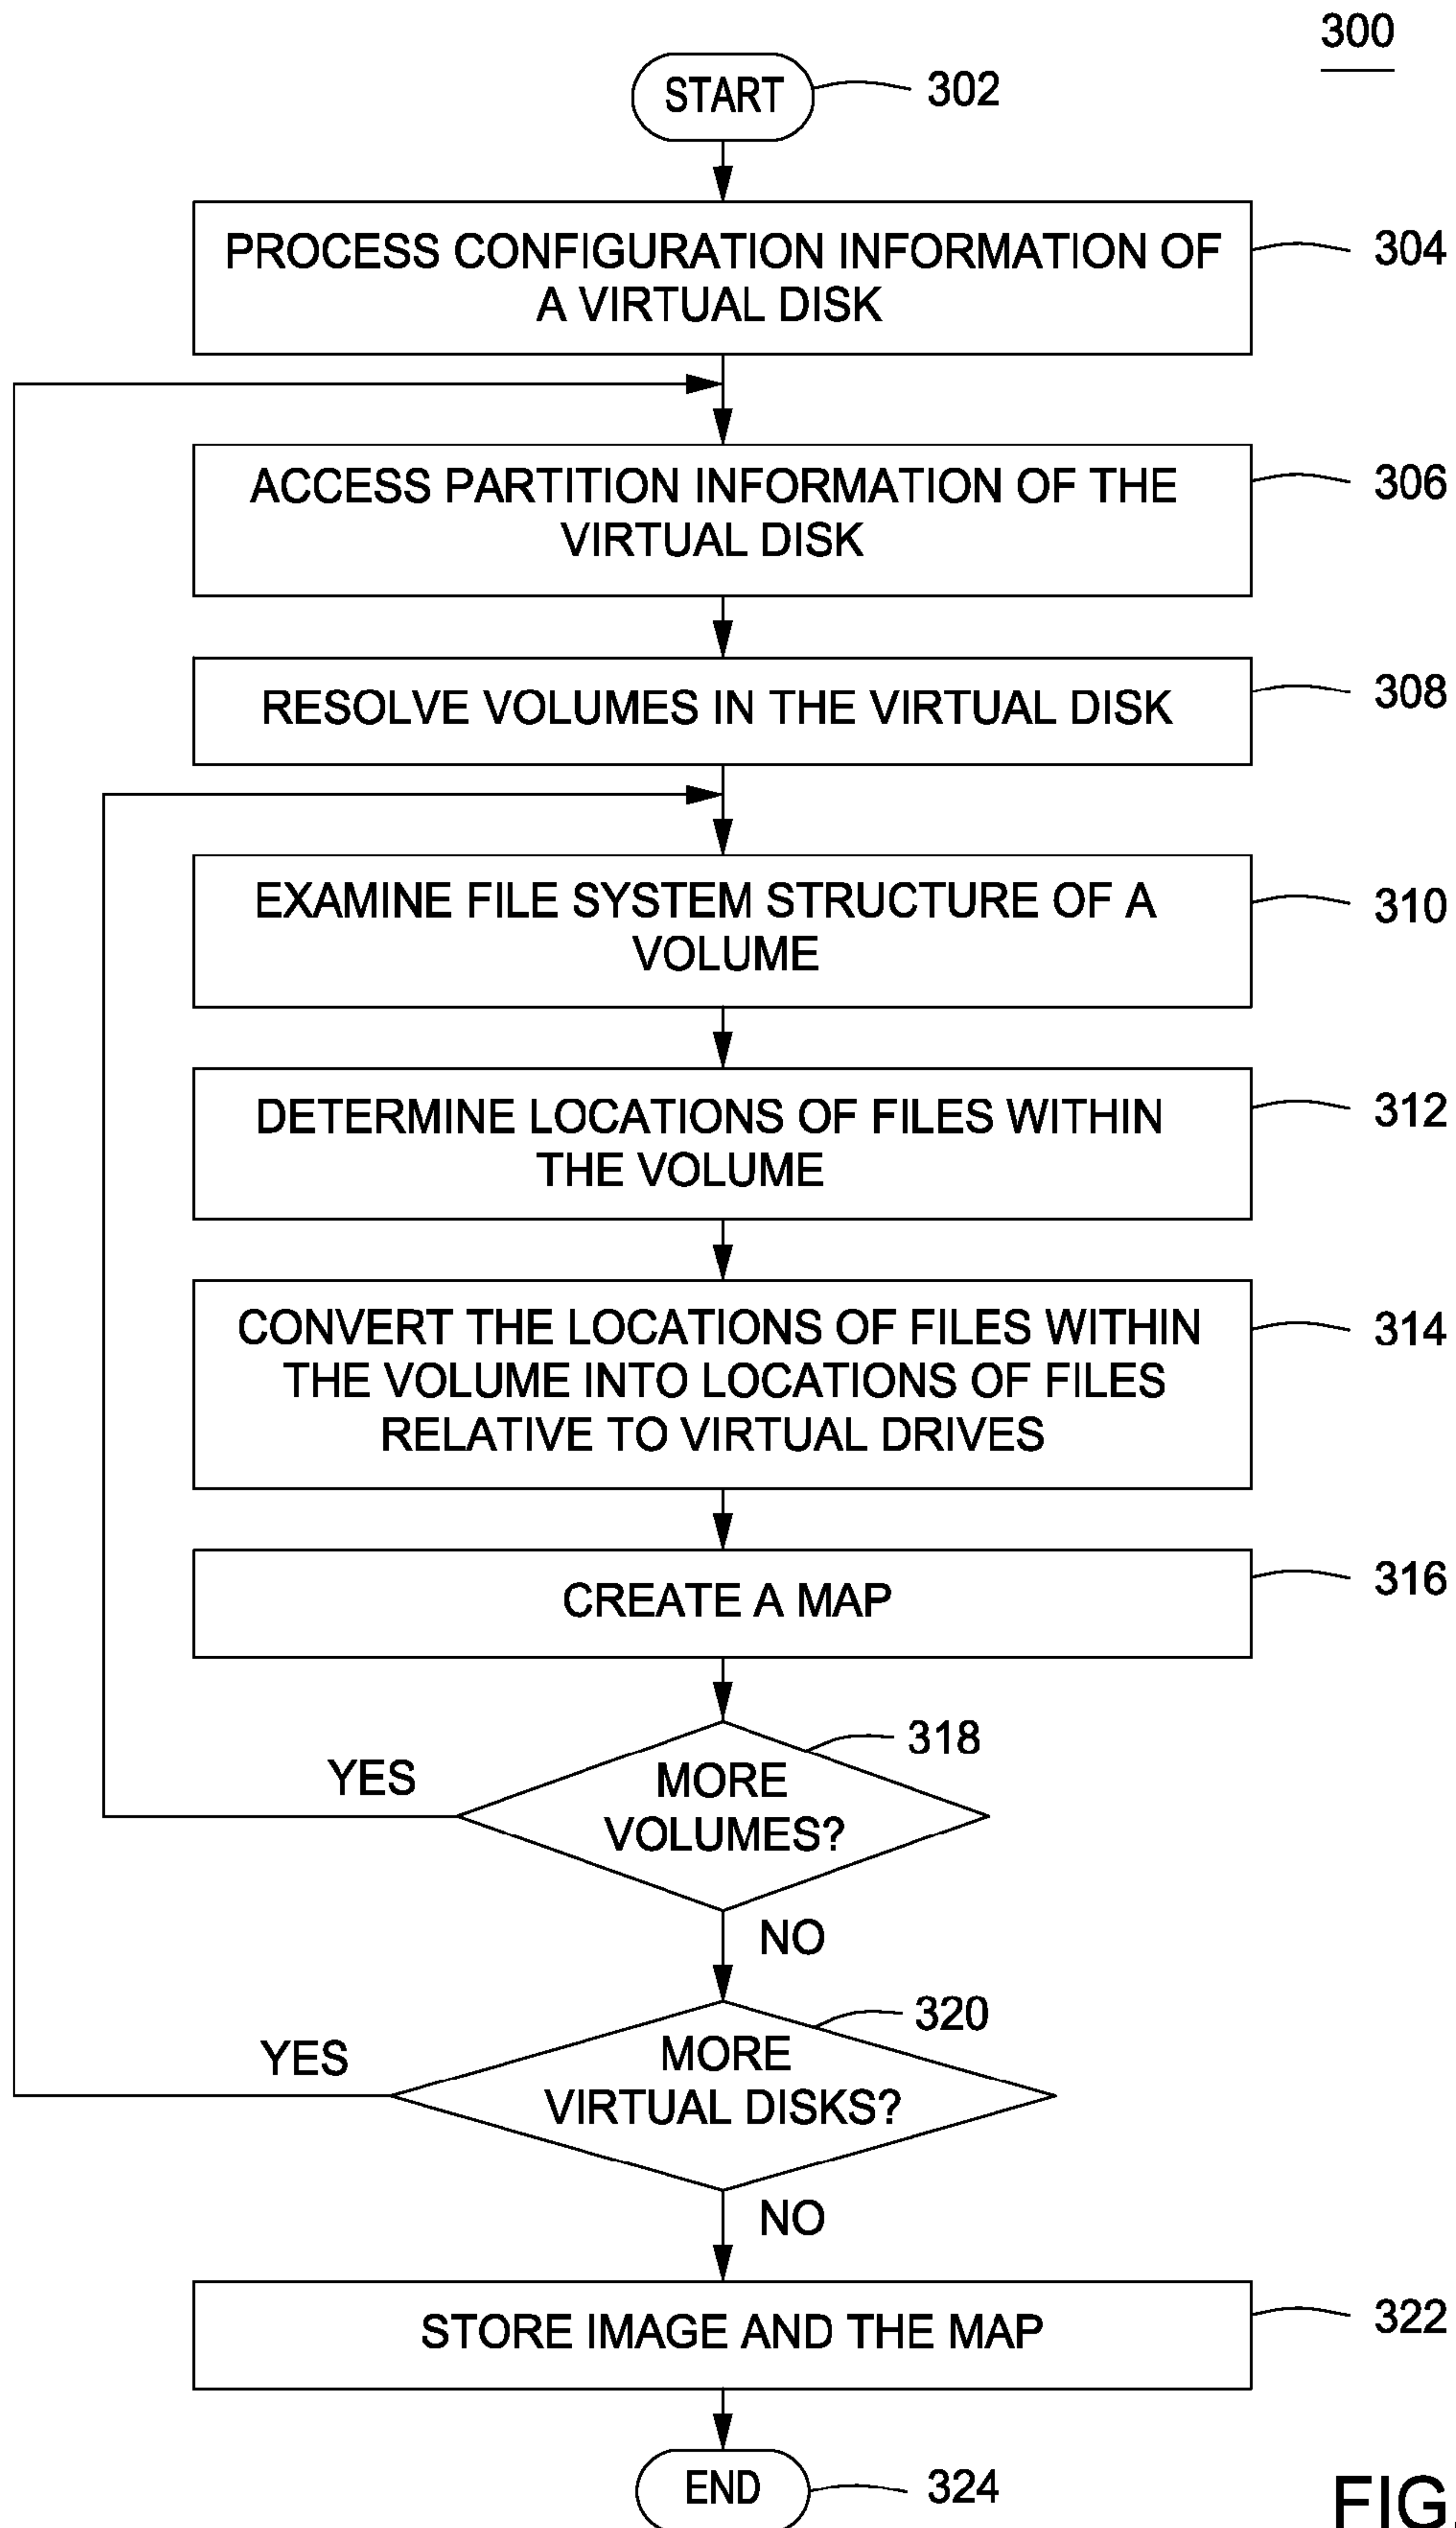 300
START
302
PROCESS CONFIGURATION INFORMATION OF
A VIRTUAL DISK
304
ACCESS PARTITION INFORMATION OF THE
VIRTUAL DISK
306
RESOLVE VOLUMES IN THE VIRTUAL DISK
308
EXAMINE FILE SYSTEM STRUCTURE OF A
VOLUME
310
DETERMINE LOCATIONS OF FILES WITHIN
THE VOLUME
312
CONVERT THE LOCATIONS OF FILES WITHIN
THE VOLUME INTO LOCATIONS OF FILES
RELATIVE TO VIRTUAL DRIVES
314
CREATE A MAP
316
318
YES
MORE
VOLUMES?
NO
320
YES
MORE
VIRTUAL DISKS?
NO
STORE IMAGE AND THE MAP
322
END
324
FIG.